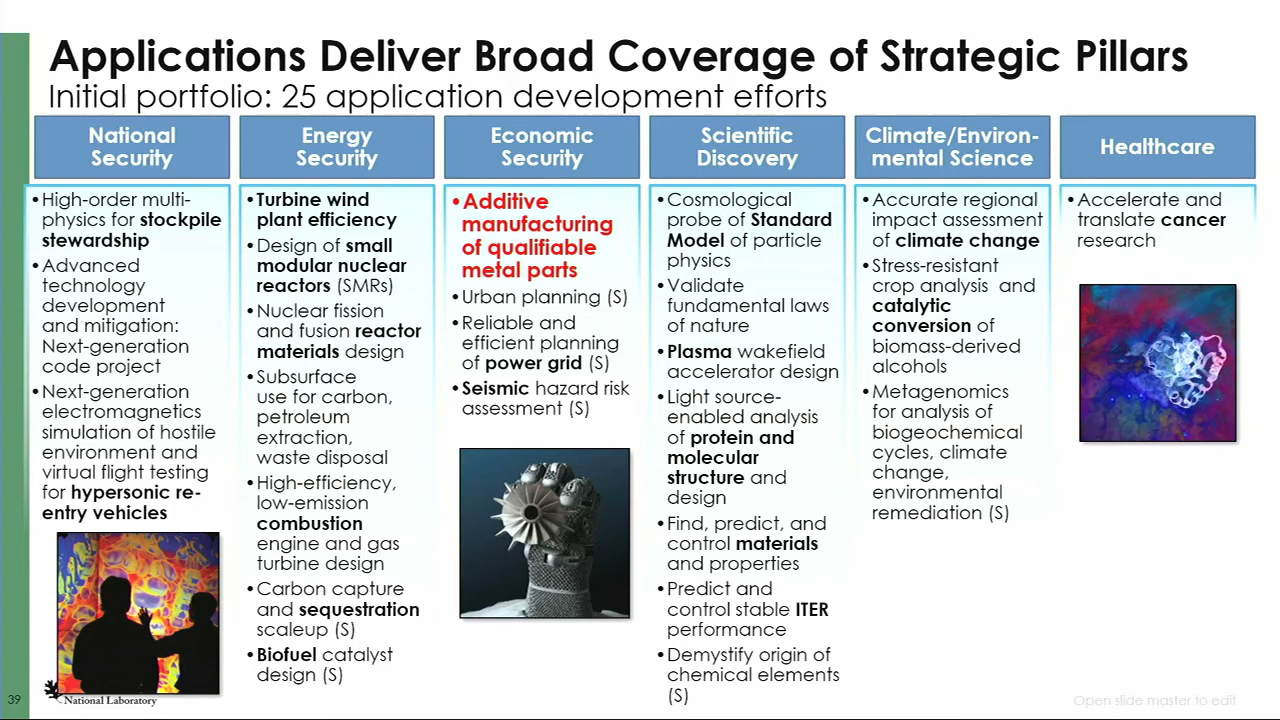 Applications Deliver Broad Coverage of Strategic Pillars
Initial portfolio: 25 application development efforts
National
Security
•High-order multi-
physics for stockpile
stewardship
•Advanced
technology
development
and mitigation:
Next-generation
code project
•Next-generation
electromagnetics
simulation of hostile
environment and
virtual flight testing
for hypersonic re-
entry vehicles
Energy
Security
•Turbine wind
plant efficiency
•Design of small
modular nuclear
reactors (SMRs)
•Nuclear fission
and fusion reactor
materials design
•Subsurface
use for carbon,
petroleum
extraction,
waste disposal
•High-efficiency,
low-emission
combustion
engine and gas
turbine design
•Carbon capture
and sequestration
scaleup (S)
•Biofuel catalyst
design (S)
Economic
Security
•Additive
manufacturing
of qualifiable
metal parts
•Urban planning (S)
•Reliable and
efficient planning
of power grid (S)
•Seismic hazard risk
assessment (S)
Scientific
Discovery
•Cosmological
probe of Standard
Model of particle
physics
•Validate
fundamental laws
of nature
•Plasma wakefield
accelerator design
•Light source-
enabled analysis
of protein and
molecular
structure and
design
•Find, predict, and
control materials
and properties
•Predict and
control stable ITER
performance
•Demystify origin of
chemical elements
(S)
Climate/Environ-
mental Science
•Accurate regional
impact assessment
of climate change
•Stress-resistant
crop analysis and
catalytic
conversion of
biomass-derived
alcohols
•Metagenomics
for analysis of
biogeochemical
cycles, climate
change,
environmental
remediation (S)
Healthcare
•Accelerate and
translate cancer
research
39
National Laboratory
Open slide master to edit